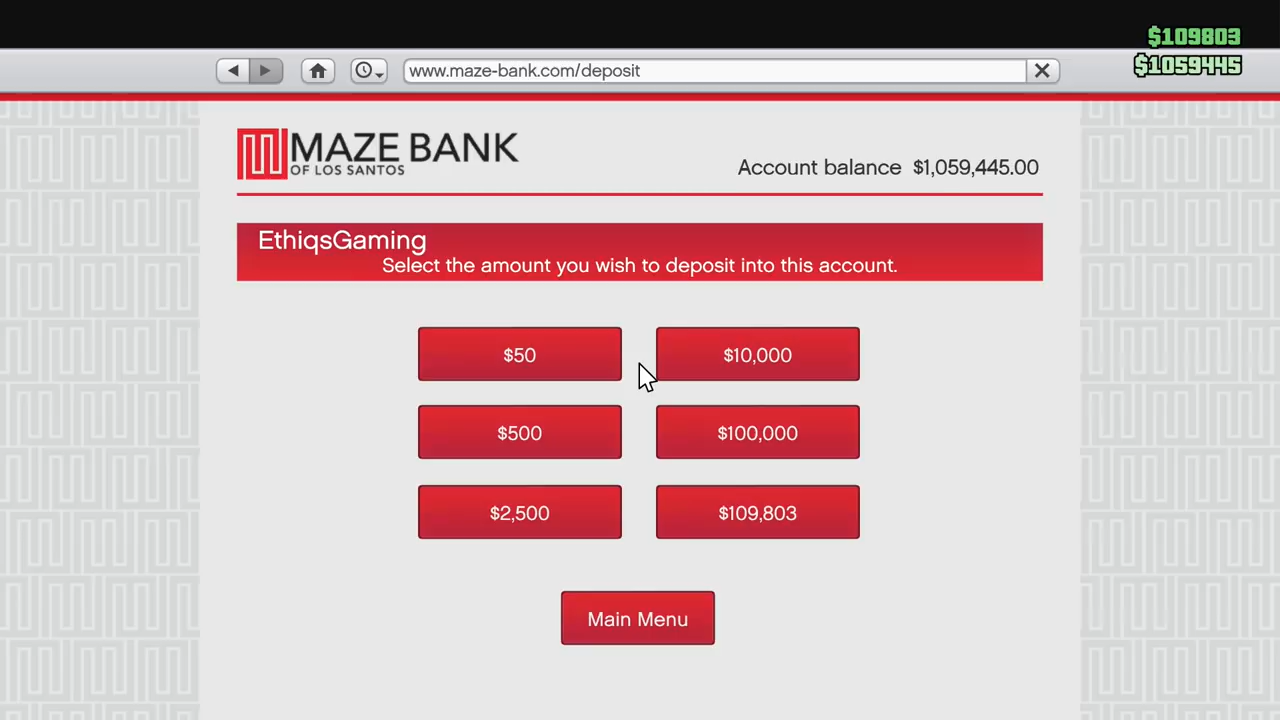 $109803
$1059445
www.maze-bank.com/deposit
MAZE BANK
OF LOS SANTOS
Account balance $1,059,445.00
EthiqsGaming
Select the amount you wish to deposit into this account.
$50
$10,000
$500
$100,000
$2,500
$109,803
Main Menu